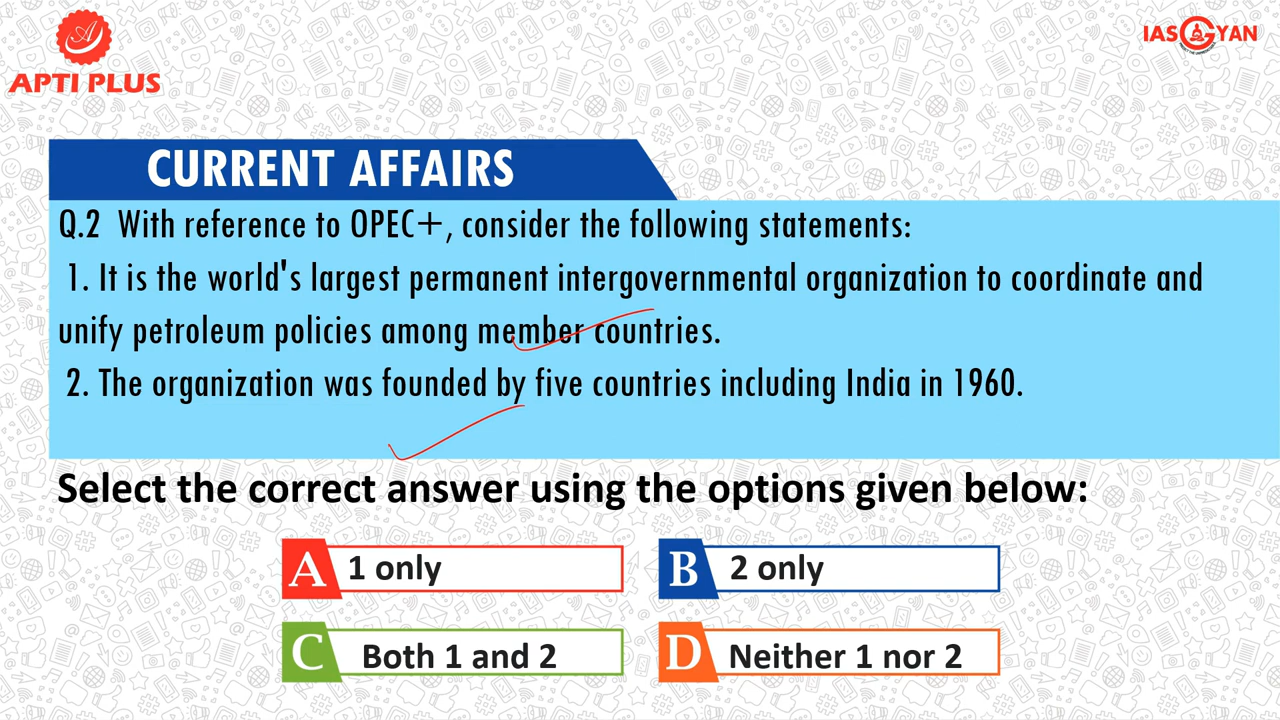 APTI PLUS
IAS GYAN
CURRENT AFFAIRS
Q.2 With reference to OPEC+, consider the following statements:
1. It is the world's largest permanent intergovernmental organization to coordinate and
unify petroleum policies among member countries.
2. The organization was founded by five countries including India in 1960.
Select the correct answer using the options given below:
A 1 only
B 2 only
C Both 1 and 2
D Neither 1 nor 2